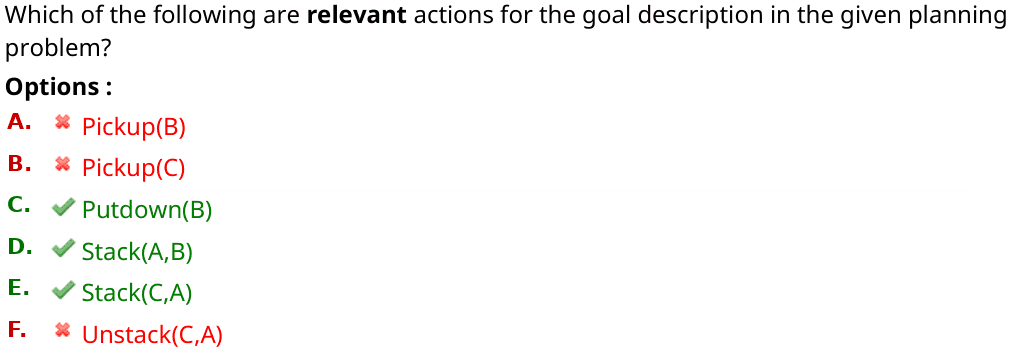 Which of the following are relevant actions for the goal description in the given planning
problem?
Options :
A. Pickup(B)
B. Pickup(C)
C. Putdown(B)
D. Stack(A,B)
E. Stack(C,A)
F. Unstack(C,A)